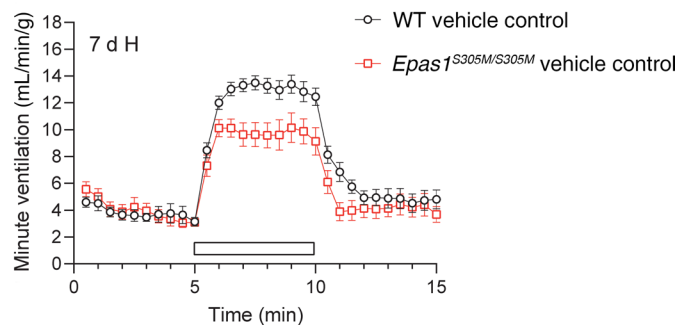 7 d H
WT vehicle control
Epas1S305M/S305M vehicle control
Minute ventilation (mL/min/g)
18
16
14
12
10
8
6
4
2
0
0 5 10 15
Time (min)